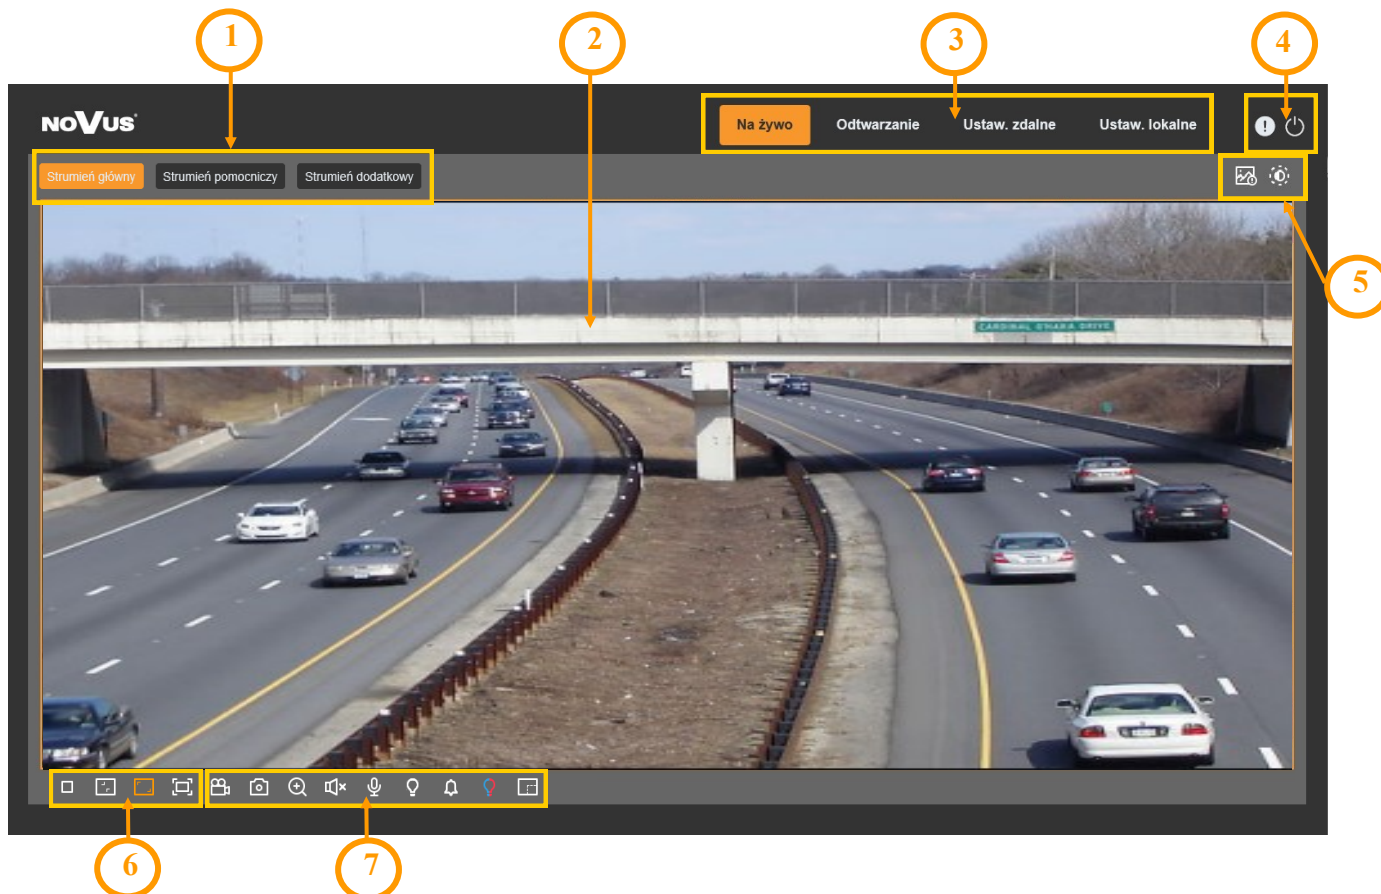 1
2
3
4
NOVUS
Na żywo
Odtwarzanie
Ustaw. zdalne
Ustaw. lokalne
Strumień główny
Strumień pomocniczy
Strumień dodatkowy
5
CARDINAL O'HARA DRIVE
6
7